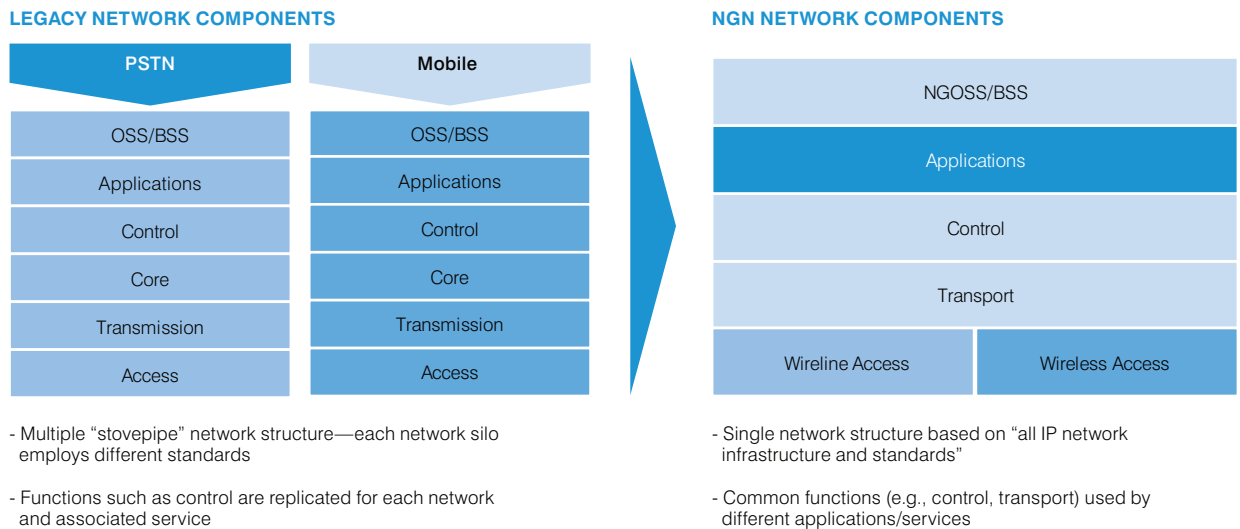 LEGACY NETWORK COMPONENTS
PSTN
Mobile
OSS/BSS
Applications
Control
Core
Transmission
Access
OSS/BSS
Applications
Control
Core
Transmission
Access
- Multiple “stovepipe” network structure—each network silo
employs different standards
- Functions such as control are replicated for each network
and associated service
NGN NETWORK COMPONENTS
NGOSS/BSS
Applications
Control
Transport
Wireline Access
Wireless Access
- Single network structure based on “all IP network
infrastructure and standards”
- Common functions (e.g., control, transport) used by
different applications/services